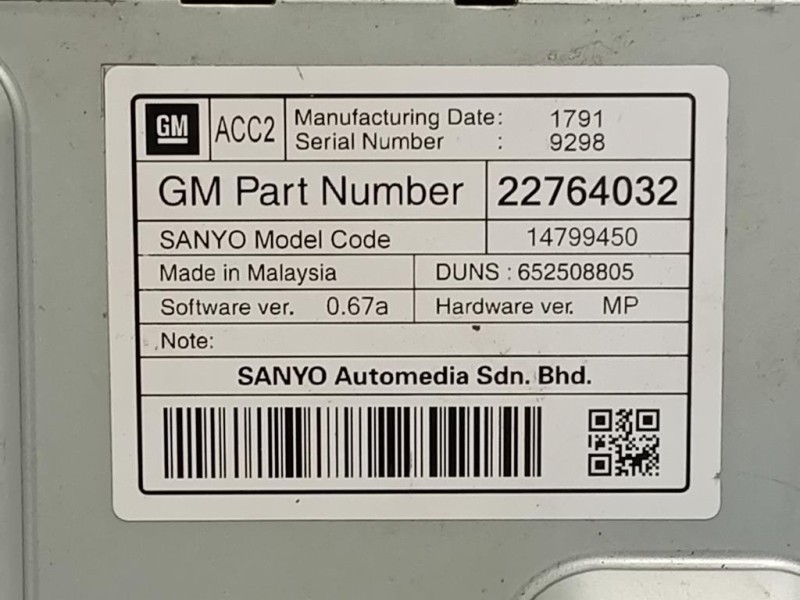 GM ACC2 Manufacturing Date: 1791
Serial Number : 9298
GM Part Number 22764032
SANYO Model Code 14799450
Made in Malaysia DUNS : 652508805
Software ver. 0.67a Hardware ver. MP
Note:
SANYO Automedia Sdn. Bhd.